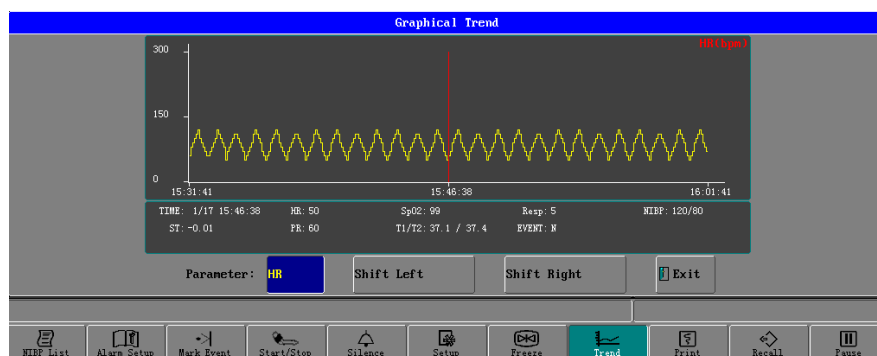 Graphical Trend
HR(bpm)
300
150
0
15:31:41 15:46:38 16:01:41
TIME: 1/17 15:46:38 HR: 50 SpO2: 99 Resp: 5 NIBP: 120/80
ST: -0.01 PR: 60 T1/T2: 37.1 / 37.4 EVENT: N
Parameter: HR Shift Left Shift Right Exit
NIBP List Alarm Setup Mark Event Start/Stop Silence Setup Freeze Trend Print Recall Pause